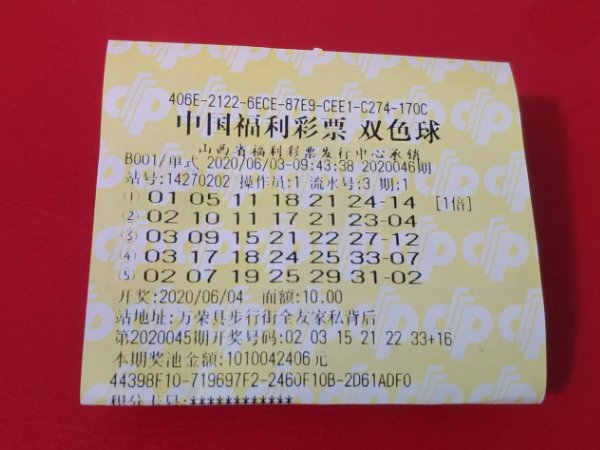 406E-2122-6ECE-87E9-CEE1-C274-170C
中国福利彩票 双色球
山西省福利彩票发行中心承销
B001/单式 2020/06/03-09:43:38 2020046期
站号:14270202 操作员:1 流水号:3 期:1
① 01 05 11 18 21 24-14 [1倍]
② 02 10 11 17 21 23-04
③ 03 09 15 21 22 27-12
④ 03 17 18 24 25 33-07
⑤ 02 07 19 25 29 31-02
开奖:2020/06/04 面额:10.00
站地址:万荣县步行街全友家私背后
第2020045期开奖号码:02 03 15 21 22 33+16
本期奖池金额:1010042406元
44398F10-719697F2-2460F10B-2D61ADF0
积分卡号:************